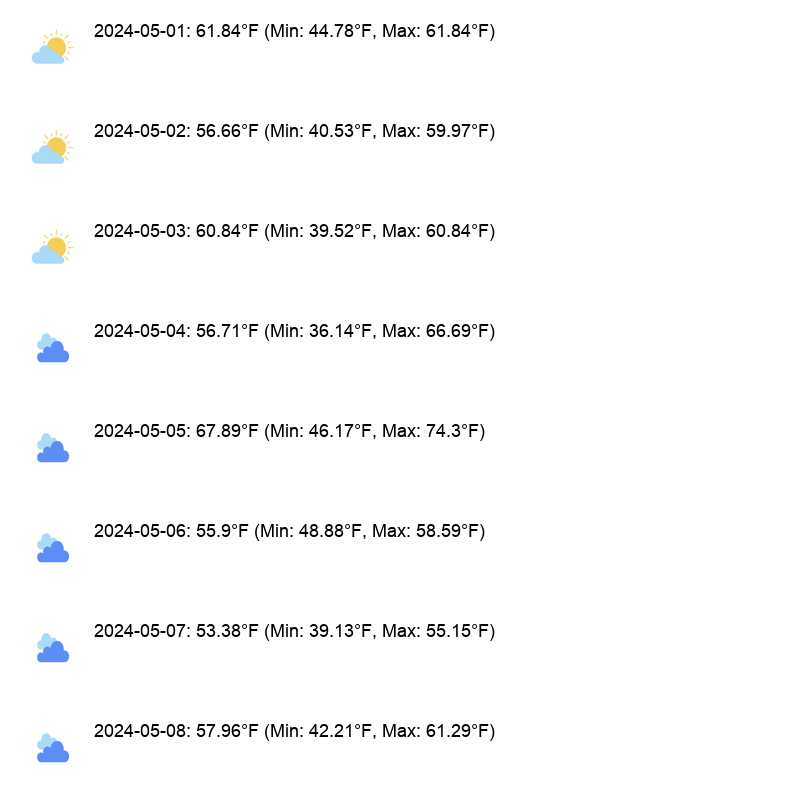 2024-05-01: 61.84°F (Min: 44.78°F, Max: 61.84°F)
2024-05-02: 56.66°F (Min: 40.53°F, Max: 59.97°F)
2024-05-03: 60.84°F (Min: 39.52°F, Max: 60.84°F)
2024-05-04: 56.71°F (Min: 36.14°F, Max: 66.69°F)
2024-05-05: 67.89°F (Min: 46.17°F, Max: 74.3°F)
2024-05-06: 55.9°F (Min: 48.88°F, Max: 58.59°F)
2024-05-07: 53.38°F (Min: 39.13°F, Max: 55.15°F)
2024-05-08: 57.96°F (Min: 42.21°F, Max: 61.29°F)